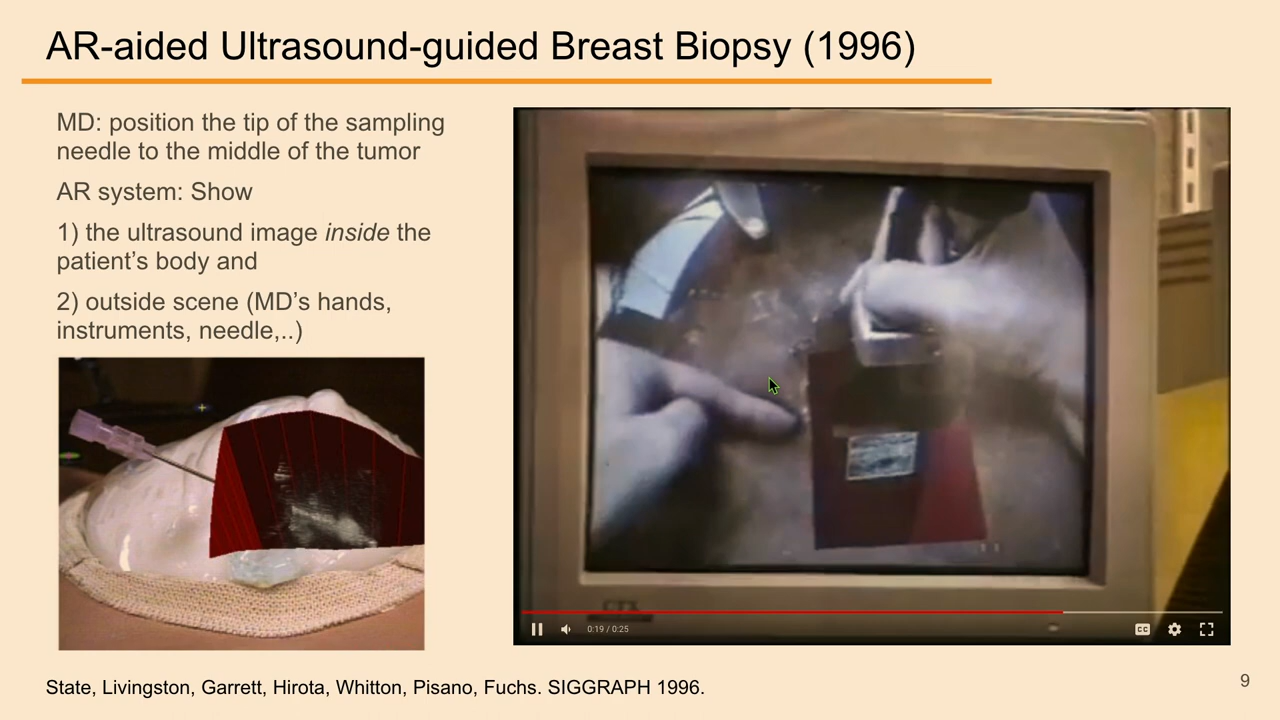 AR-aided Ultrasound-guided Breast Biopsy (1996)
MD: position the tip of the sampling
needle to the middle of the tumor
AR system: Show
1) the ultrasound image inside the
patient’s body and
2) outside scene (MD’s hands,
instruments, needle,..)
0:19 / 0:25
CC
State, Livingston, Garrett, Hirota, Whitton, Pisano, Fuchs. SIGGRAPH 1996.
9